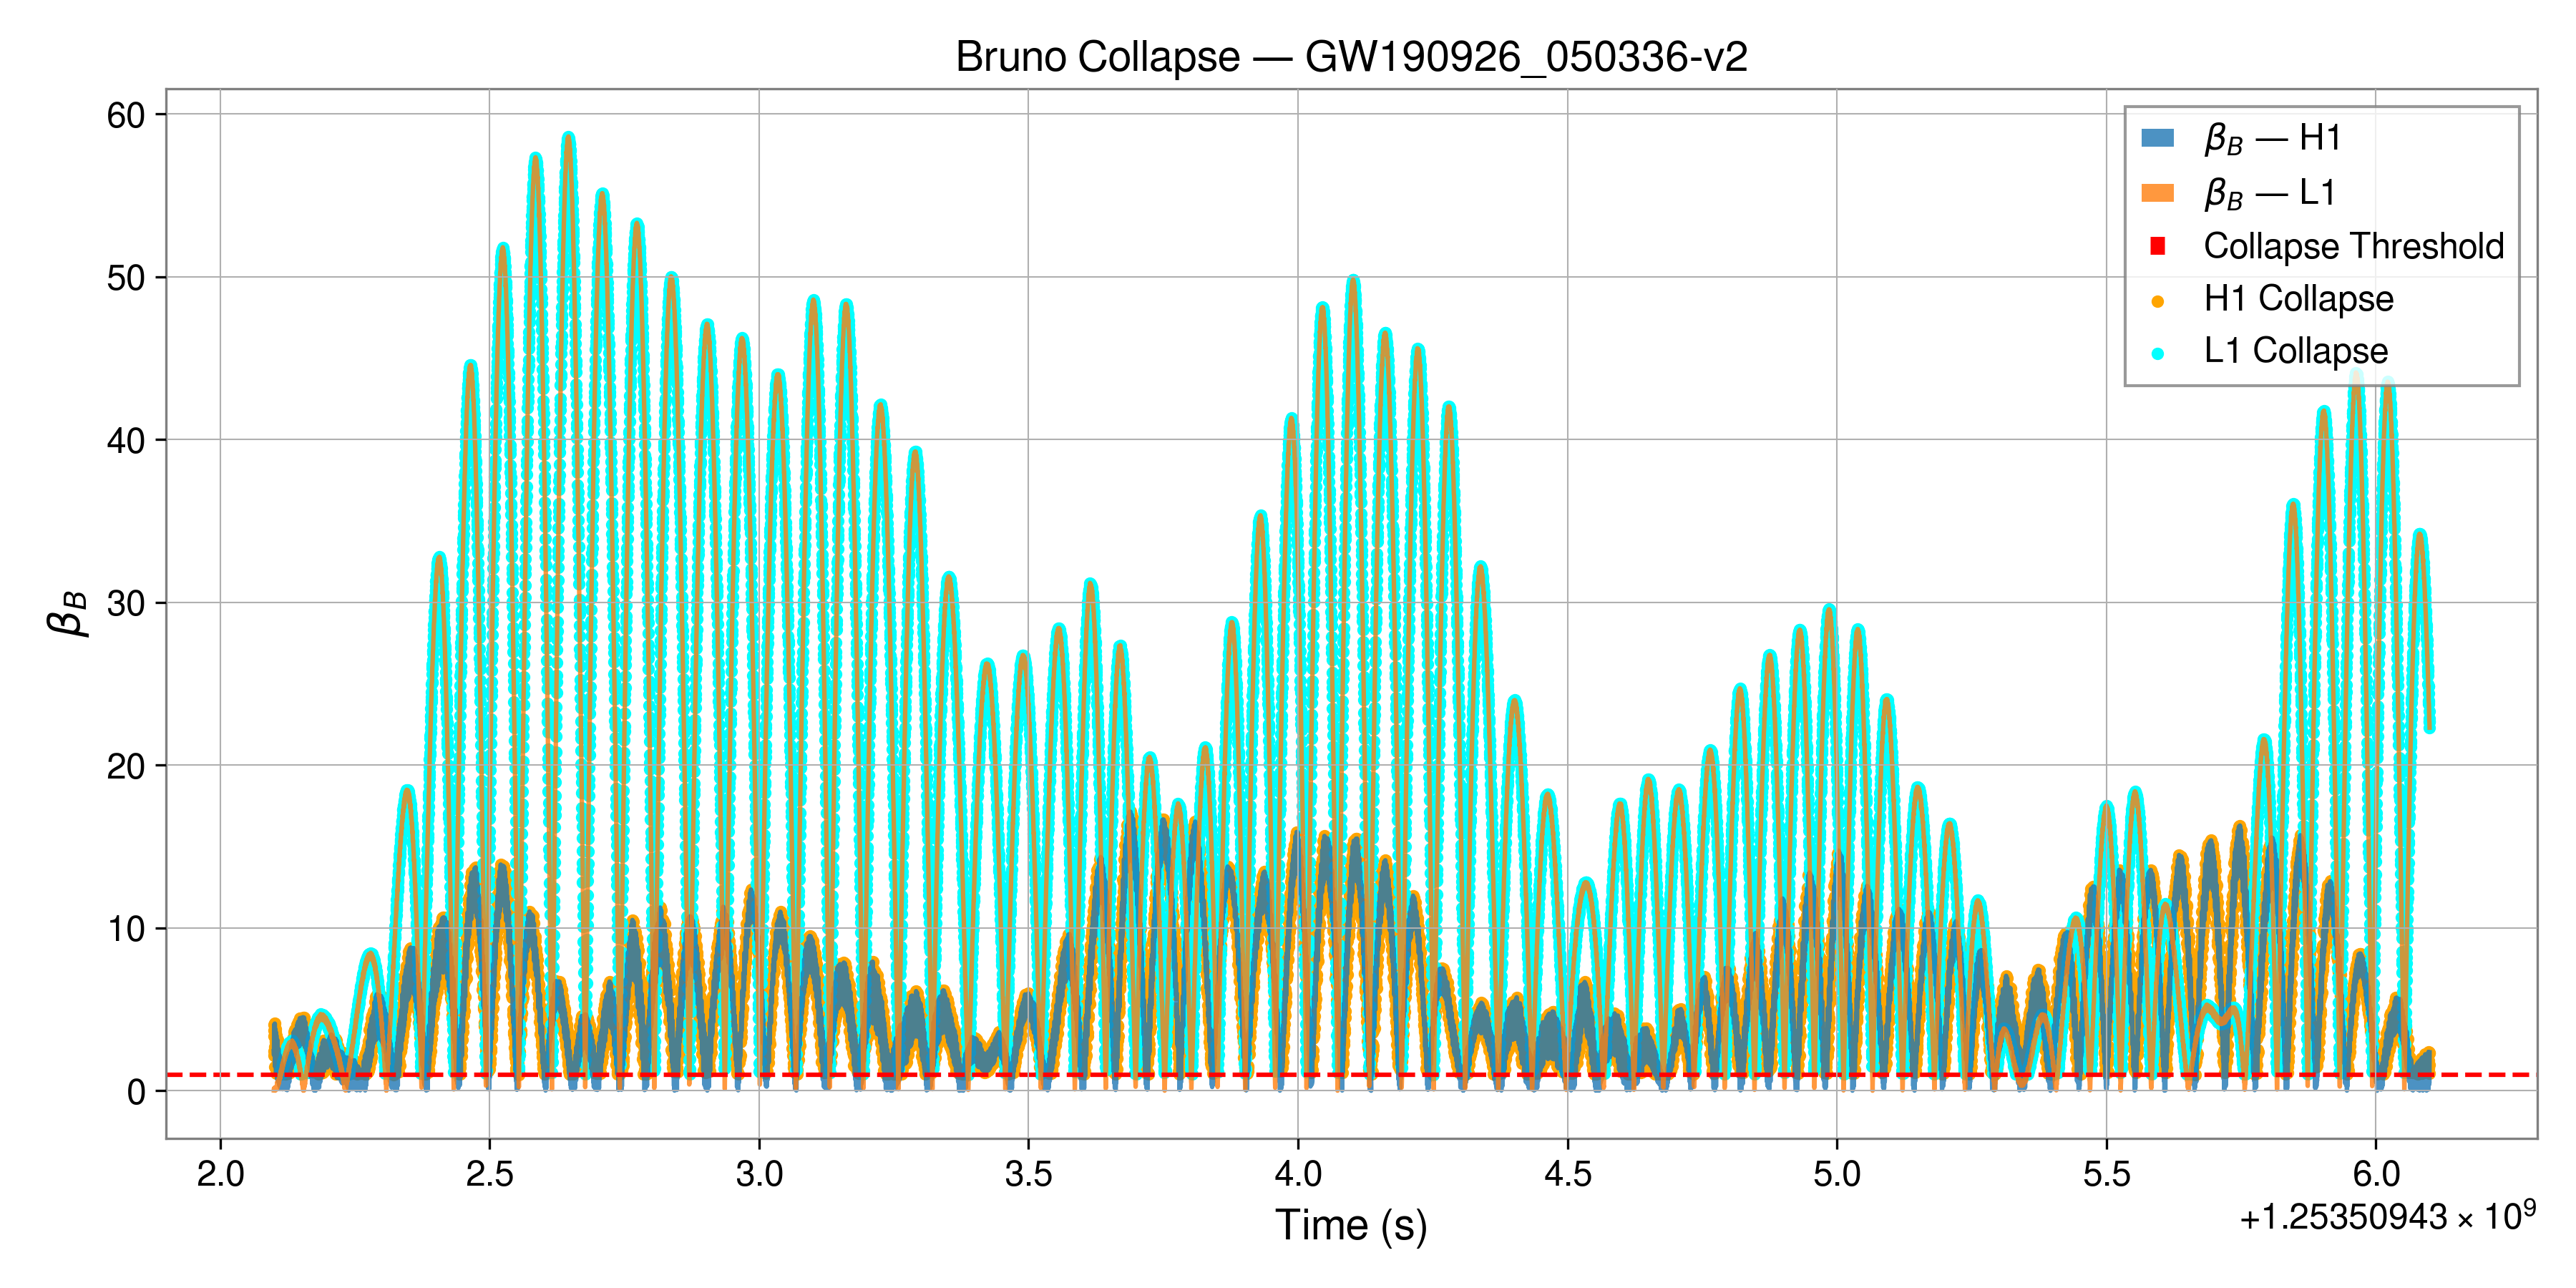 Bruno Collapse — GW190926_050336-v2
60
50
40
30
20
10
0
β_B
β_B — H1
β_B — L1
Collapse Threshold
H1 Collapse
L1 Collapse
2.0 2.5 3.0 3.5 4.0 4.5 5.0 5.5 6.0
+1.25350943 × 10⁹
Time (s)